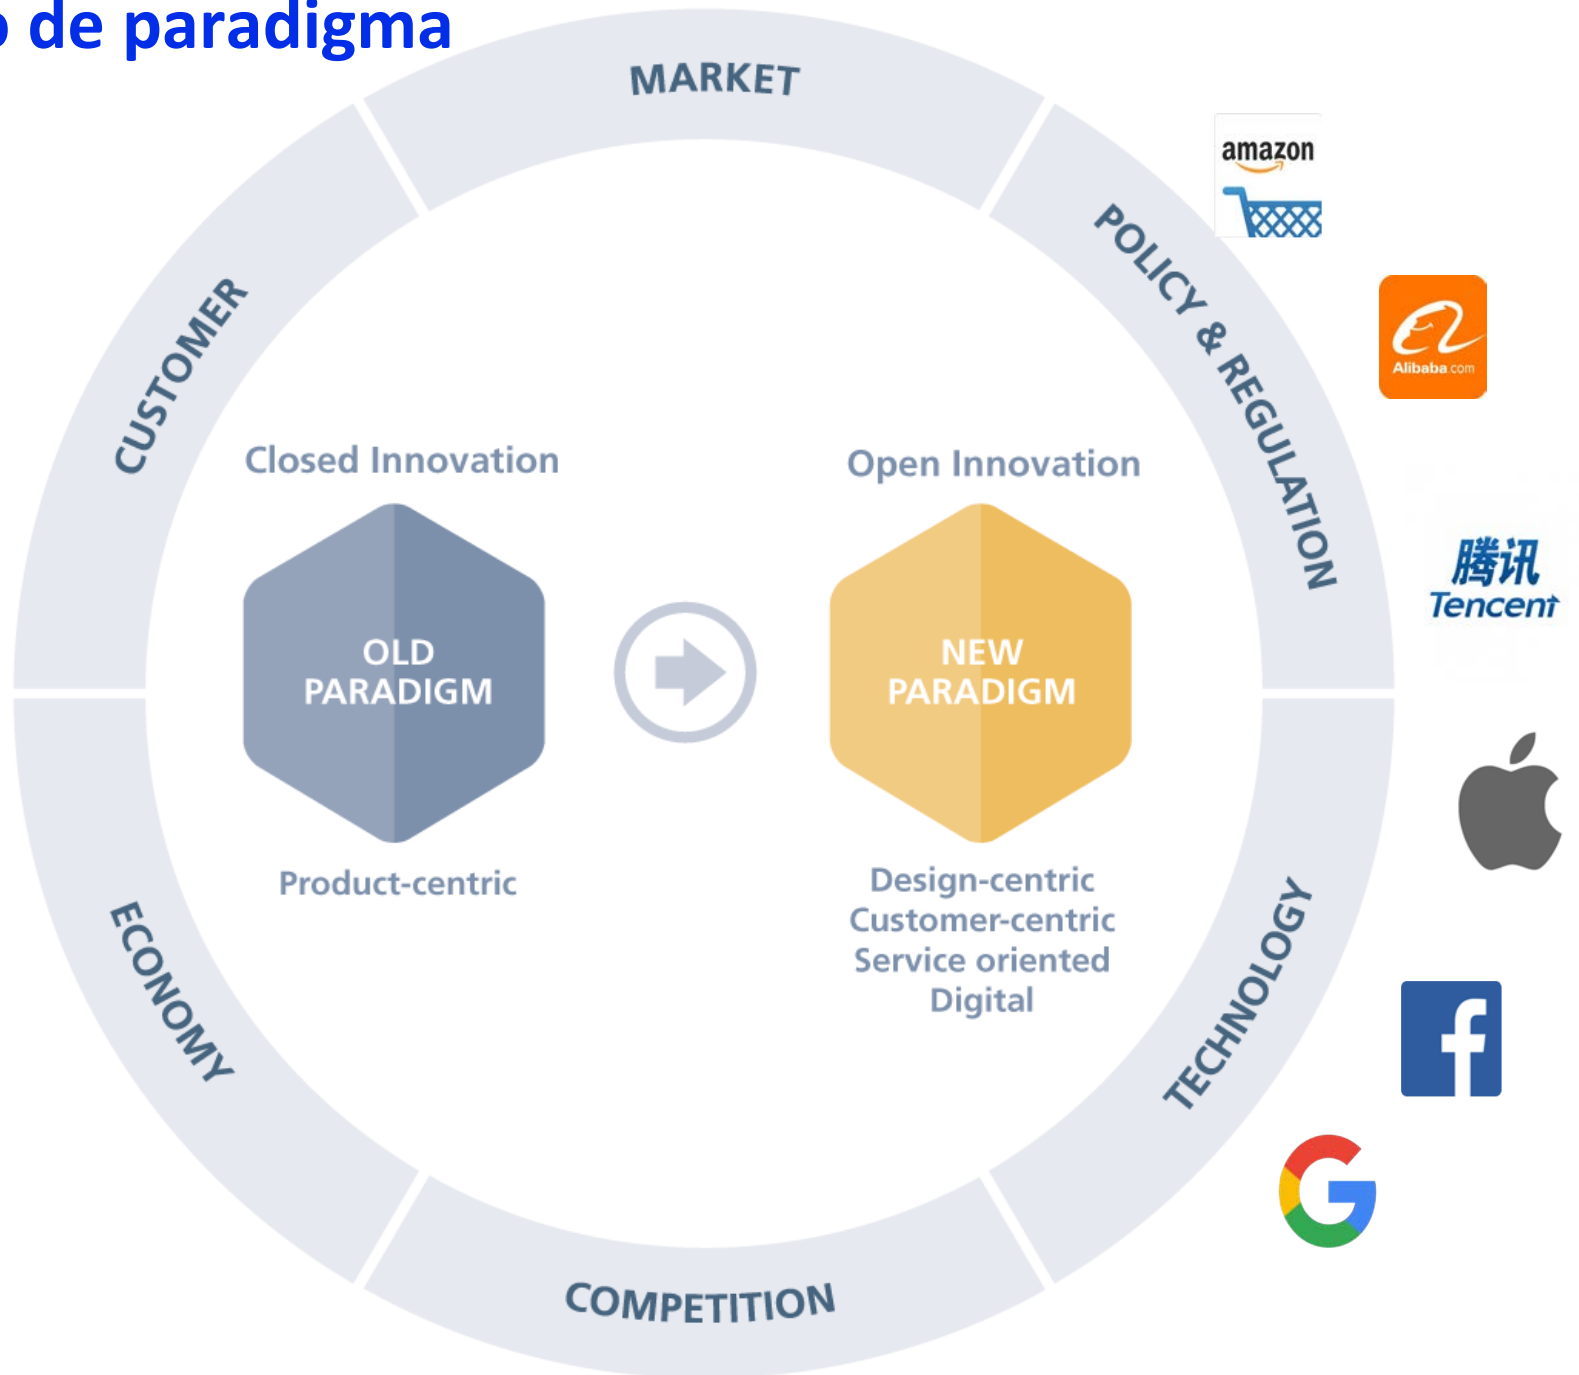 de paradigma
MARKET
amazon
POLICY & REGULATION
Alibaba.com
CUSTOMER
Closed Innovation
Open Innovation
腾讯
Tencent
OLD
PARADIGM
NEW
PARADIGM
Product-centric
Design-centric
Customer-centric
Service oriented
Digital
ECONOMY
TECHNOLOGY
COMPETITION